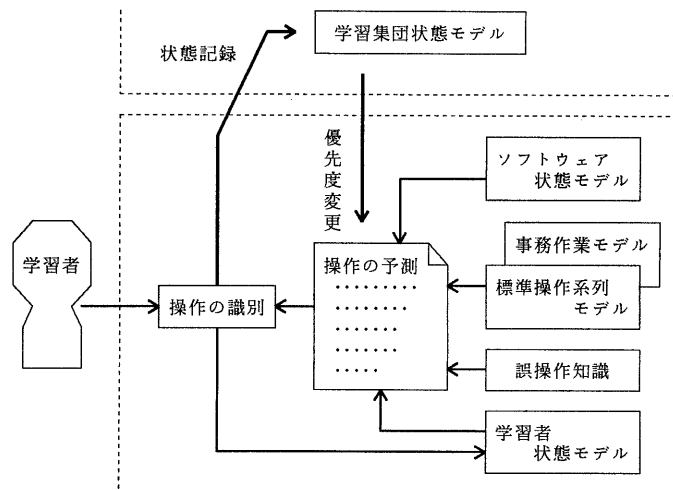 学習集団状態モデル
状態記録
優先度変更
ソフトウェア
状態モデル
事務作業モデル
標準操作系列
モデル
学習者
操作の予測
操作の識別
誤操作知識
学習者
状態モデル